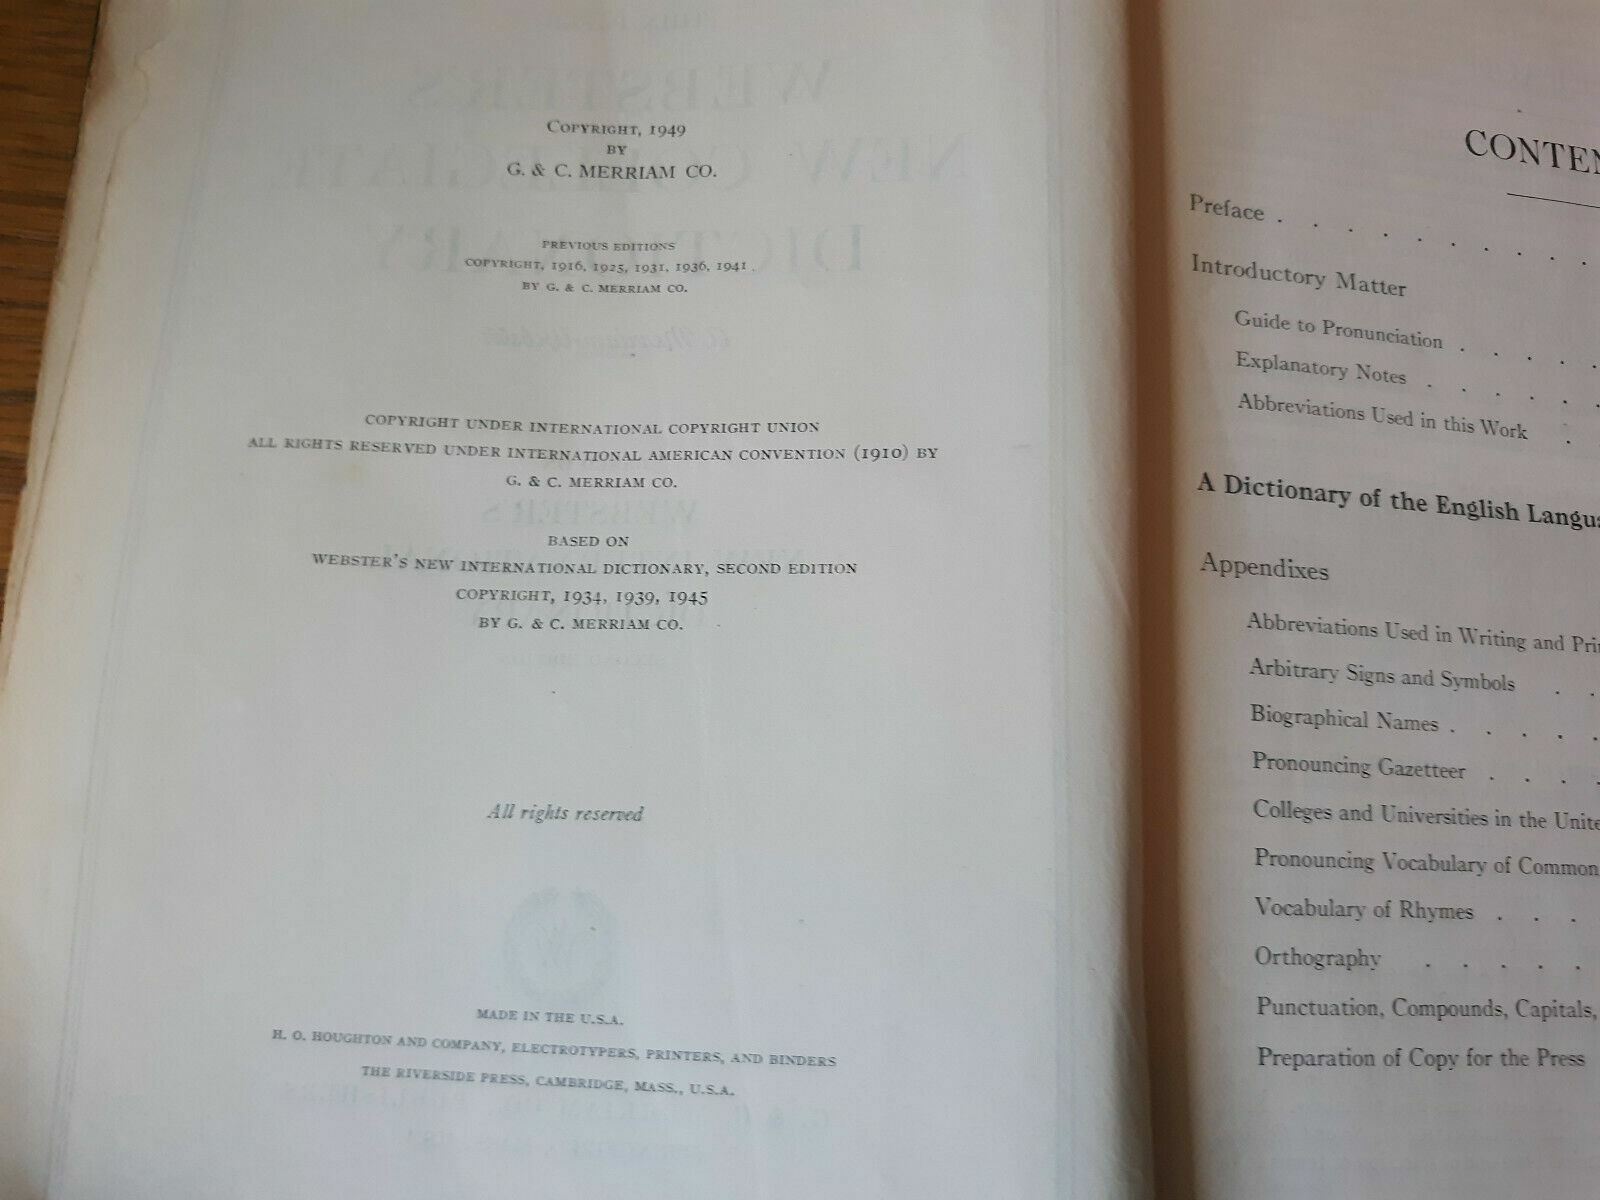 COPYRIGHT, 1949
BY
G. & C. MERRIAM CO.
PREVIOUS EDITIONS
COPYRIGHT, 1916, 1925, 1931, 1936, 1941
BY G. & C. MERRIAM CO.
COPYRIGHT UNDER INTERNATIONAL COPYRIGHT UNION
ALL RIGHTS RESERVED UNDER INTERNATIONAL AMERICAN CONVENTION (1910) BY
G. & C. MERRIAM CO.
BASED ON
WEBSTER'S NEW INTERNATIONAL DICTIONARY, SECOND EDITION
COPYRIGHT, 1934, 1939, 1945
BY G. & C. MERRIAM CO.
All rights reserved
MADE IN THE U.S.A.
H. O. HOUGHTON AND COMPANY, ELECTROTYPERS, PRINTERS, AND BINDERS
THE RIVERSIDE PRESS, CAMBRIDGE, MASS., U.S.A.
CONTEN
Preface . . . . . . . . . .
Introductory Matter
Guide to Pronunciation . . . . .
Explanatory Notes . . . . . .
Abbreviations Used in this Work .
A Dictionary of the English Langu
Appendixes
Abbreviations Used in Writing and Pri
Arbitrary Signs and Symbols . .
Biographical Names . . . . .
Pronouncing Gazetteer . . . .
Colleges and Universities in the Unite
Pronouncing Vocabulary of Common
Vocabulary of Rhymes . . .
Orthography . . . . .
Punctuation, Compounds, Capitals,
Preparation of Copy for the Press